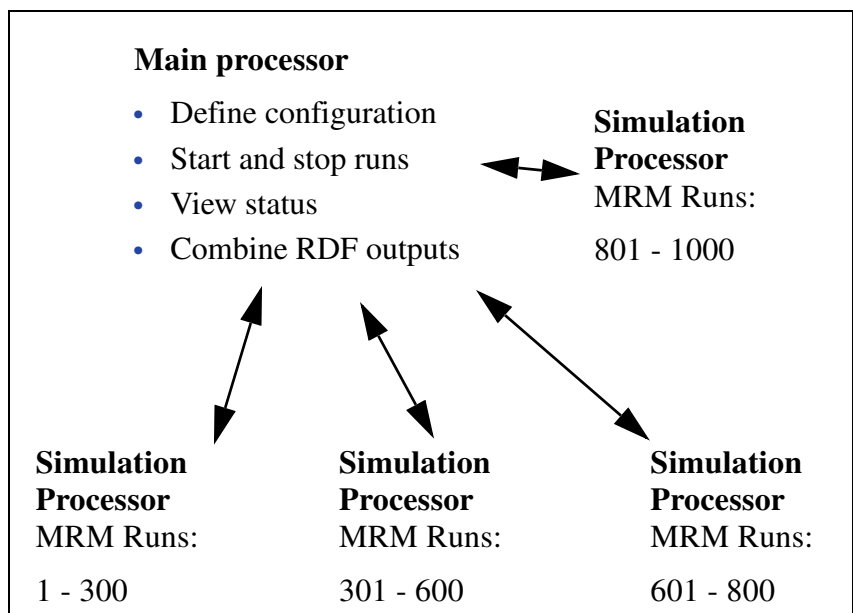 Main processor
• Define configuration
• Start and stop runs
• View status
• Combine RDF outputs
Simulation
Processor
MRM Runs:
801 - 1000
Simulation
Processor
MRM Runs:
1 - 300
Simulation
Processor
MRM Runs:
301 - 600
Simulation
Processor
MRM Runs:
601 - 800